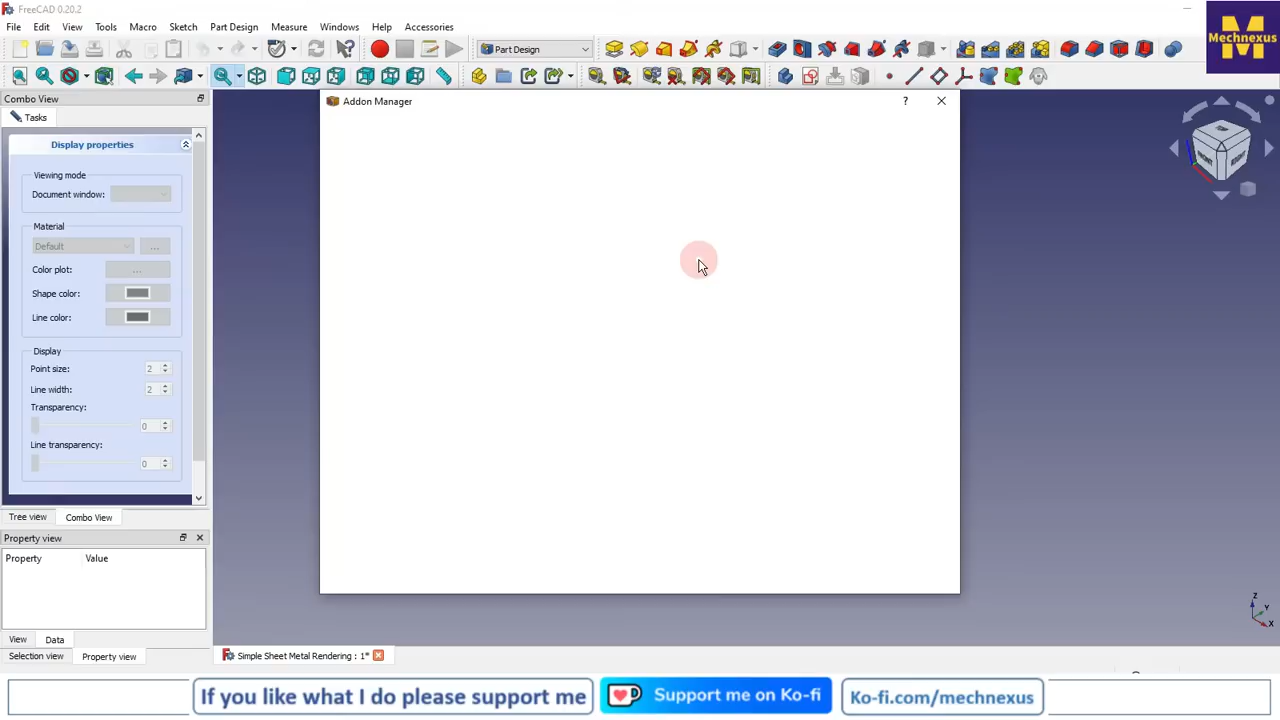 FreeCAD 0.20.2
File Edit View Tools Macro Sketch Part Design Measure Windows Help Accessories
Mechnexus
Part Design
Combo View
Addon Manager
?
Tasks
Display properties
Viewing mode
Document window:
Material
Default
...
Color plot:
...
Shape color:
Line color:
Display
Point size: 2
Line width: 2
Transparency:
0
Line transparency:
0
FRONT
RIGHT
Tree view
Combo View
Property view
Property Value
View Data
Selection view Property view
Simple Sheet Metal Rendering : 1*
Z
Y
X
If you like what I do please support me
Support me on Ko-fi
Ko-fi.com/mechnexus